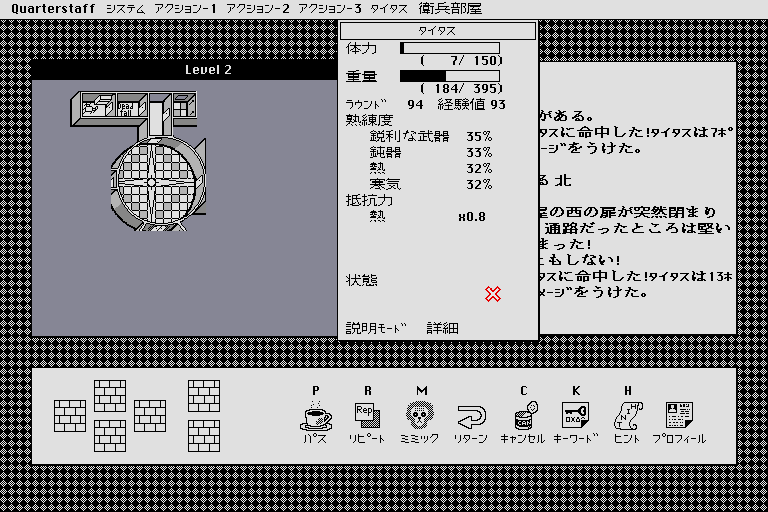 Quarterstaff システム アクション-1 アクション-2 アクション-3 タイタス 衛兵部屋
Level 2
Dead fall
タイタス
体力
( 7/ 150)
重量
( 184/ 395)
ラウンド 94 経験値 93
熟練度
鋭利な武器 35%
鈍器 33%
熱 32%
寒気 32%
抵抗力
熱 x0.8
状態
説明モード 詳細
がある。
タスに命中した!タイタスは7ポ
ージをうけた。
る 北
屋の西の扉が突然閉まり
通路だったところは堅い
まった!
ともしない!
タスに命中した!タイタスは13ポ
メージをうけた。
P R M C K H
Rep
パス リピート ミミック リターン キャンセル キーワード ヒント プロフィール